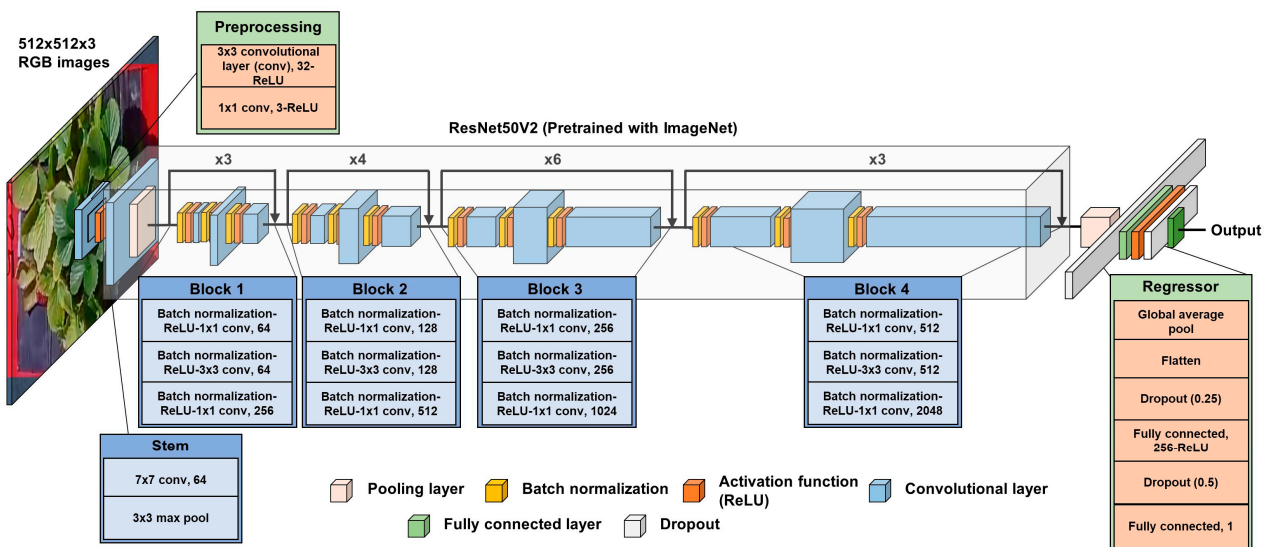 Preprocessing
512x512x3
RGB images
3x3 convolutional
layer (conv), 32-
ReLU
1x1 conv, 3-ReLU
ResNet50V2 (Pretrained with ImageNet)
x3
x4
x6
x3
Output
Block 1
Batch normalization-
ReLU-1x1 conv, 64
Batch normalization-
ReLU-3x3 conv, 64
Batch normalization-
ReLU-1x1 conv, 256
Block 2
Batch normalization-
ReLU-1x1 conv, 128
Batch normalization-
ReLU-3x3 conv, 128
Batch normalization-
ReLU-1x1 conv, 512
Block 3
Batch normalization-
ReLU-1x1 conv, 256
Batch normalization-
ReLU-3x3 conv, 256
Batch normalization-
ReLU-1x1 conv, 1024
Block 4
Batch normalization-
ReLU-1x1 conv, 512
Batch normalization-
ReLU-3x3 conv, 512
Batch normalization-
ReLU-1x1 conv, 2048
Regressor
Global average
pool
Flatten
Dropout (0.25)
Fully connected,
256-ReLU
Dropout (0.5)
Fully connected, 1
Stem
7x7 conv, 64
3x3 max pool
Pooling layer
Batch normalization
Activation function
(ReLU)
Convolutional layer
Fully connected layer
Dropout